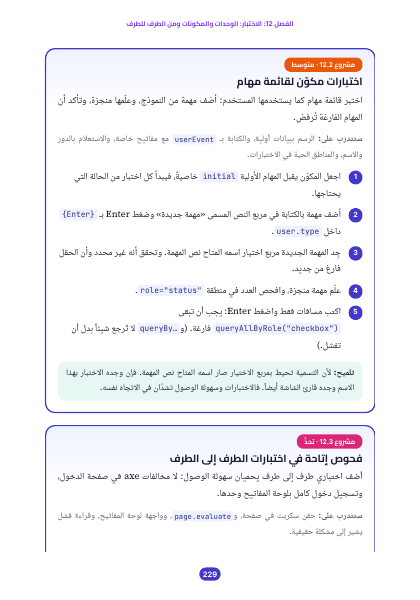 الفصل 12: الاختبار: الوحدات والمكونات ومن الطرف للطرف
مشروع 12.2 · متوسط
اختبارات مكوّن لقائمة مهام
اختبر قائمة مهام كما يستخدمها المستخدم: أضف مهمة من النموذج، وعلّمها منجزة، وتأكد أن
المهام الفارغة تُرفض.
ستتدرب على: الرسم ببيانات أولية، والكتابة بـ userEvent مع مفاتيح خاصة، والاستعلام بالدور
والاسم، والمناطق الحية في الاختبارات.
1 اجعل المكوّن يقبل المهام الأولية initial خاصيةً، فيبدأ كل اختبار من الحالة التي
يحتاجها.
2 أضف مهمة بالكتابة في مربع النص المسمى «مهمة جديدة» وضغط Enter بـ {Enter}
داخل user.type.
3 جِد المهمة الجديدة مربع اختيار اسمه المتاح نص المهمة. وتحقق أنه غير محدد وأن الحقل
فارغ من جديد.
4 علّم مهمة منجزة، وافحص العدد في منطقة role="status".
5 اكتب مسافات فقط واضغط Enter: يجب أن تبقى
queryAllByRole("checkbox") فارغة. (و queryBy… لا تُرجع شيئاً بدل أن
تفشل.)
تلميح: لأن التسمية تحيط بمربع الاختيار صار اسمه المتاح نص المهمة. فإن وجده الاختبار بهذا
الاسم وجده قارئ الشاشة أيضاً، فالاختبارات وسهولة الوصول تشدّان في الاتجاه نفسه.
مشروع 12.3 · تحدٍّ
فحوص إتاحة في اختبارات الطرف إلى الطرف
أضف اختباري طرف إلى طرف يحميان سهولة الوصول: لا مخالفات axe في صفحة الدخول،
وتسجيل دخول كامل بلوحة المفاتيح وحدها.
ستتدرب على: حقن سكربت في صفحة، و page.evaluate، وواجهة لوحة المفاتيح، وقراءة فشل
يشير إلى مشكلة حقيقية.
229